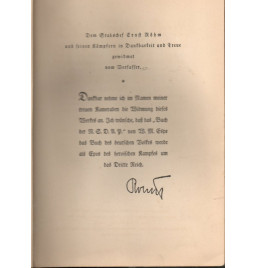 Dem Stabschef Ernst Röhm
und seinen Kämpfern in Dankbarkeit und Treue
gewidmet
vom Verfasser....
*
Dankbar nehme ich im Namen meiner
treuen Kameraden die Widmung dieses
Werkes an. Ich wünsche, daß das „Buch
der N.S.D.A.P.“ von W. M. Espe
das Buch des deutschen Volkes werde
als Epos des heroischen Kampfes um
das Dritte Reich.